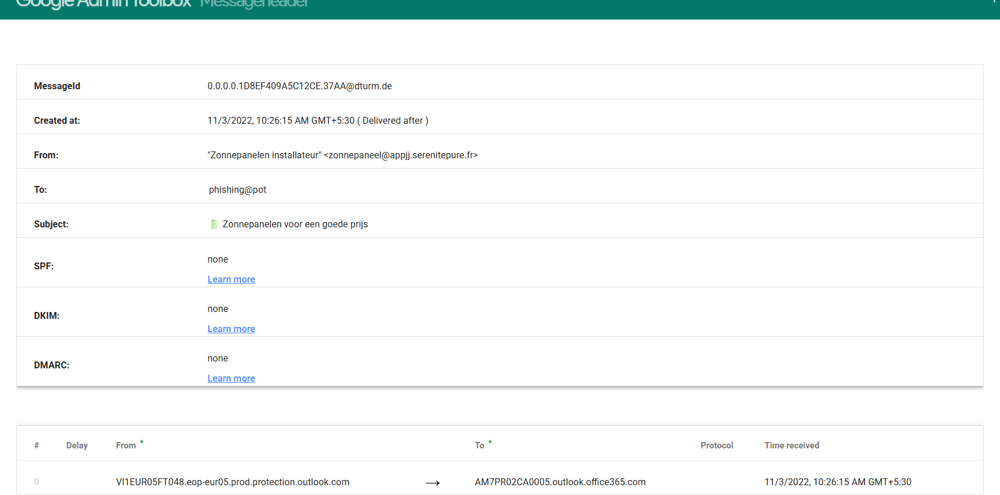 Google Admin Toolbox Messageheader
MessageId 0.0.0.0.1D8EF409A5C12CE.37AA@dturm.de
Created at: 11/3/2022, 10:26:15 AM GMT+5:30 ( Delivered after )
From: "Zonnepanelen installateur" <zonnepaneel@appjj.serenitepure.fr>
To: phishing@pot
Subject: 🔋 Zonnepanelen voor een goede prijs
SPF: none
Learn more
DKIM: none
Learn more
DMARC: none
Learn more
# Delay From * To * Protocol Time received
0 VI1EUR05FT048.eop-eur05.prod.protection.outlook.com → AM7PR02CA0005.outlook.office365.com 11/3/2022, 10:26:15 AM GMT+5:30